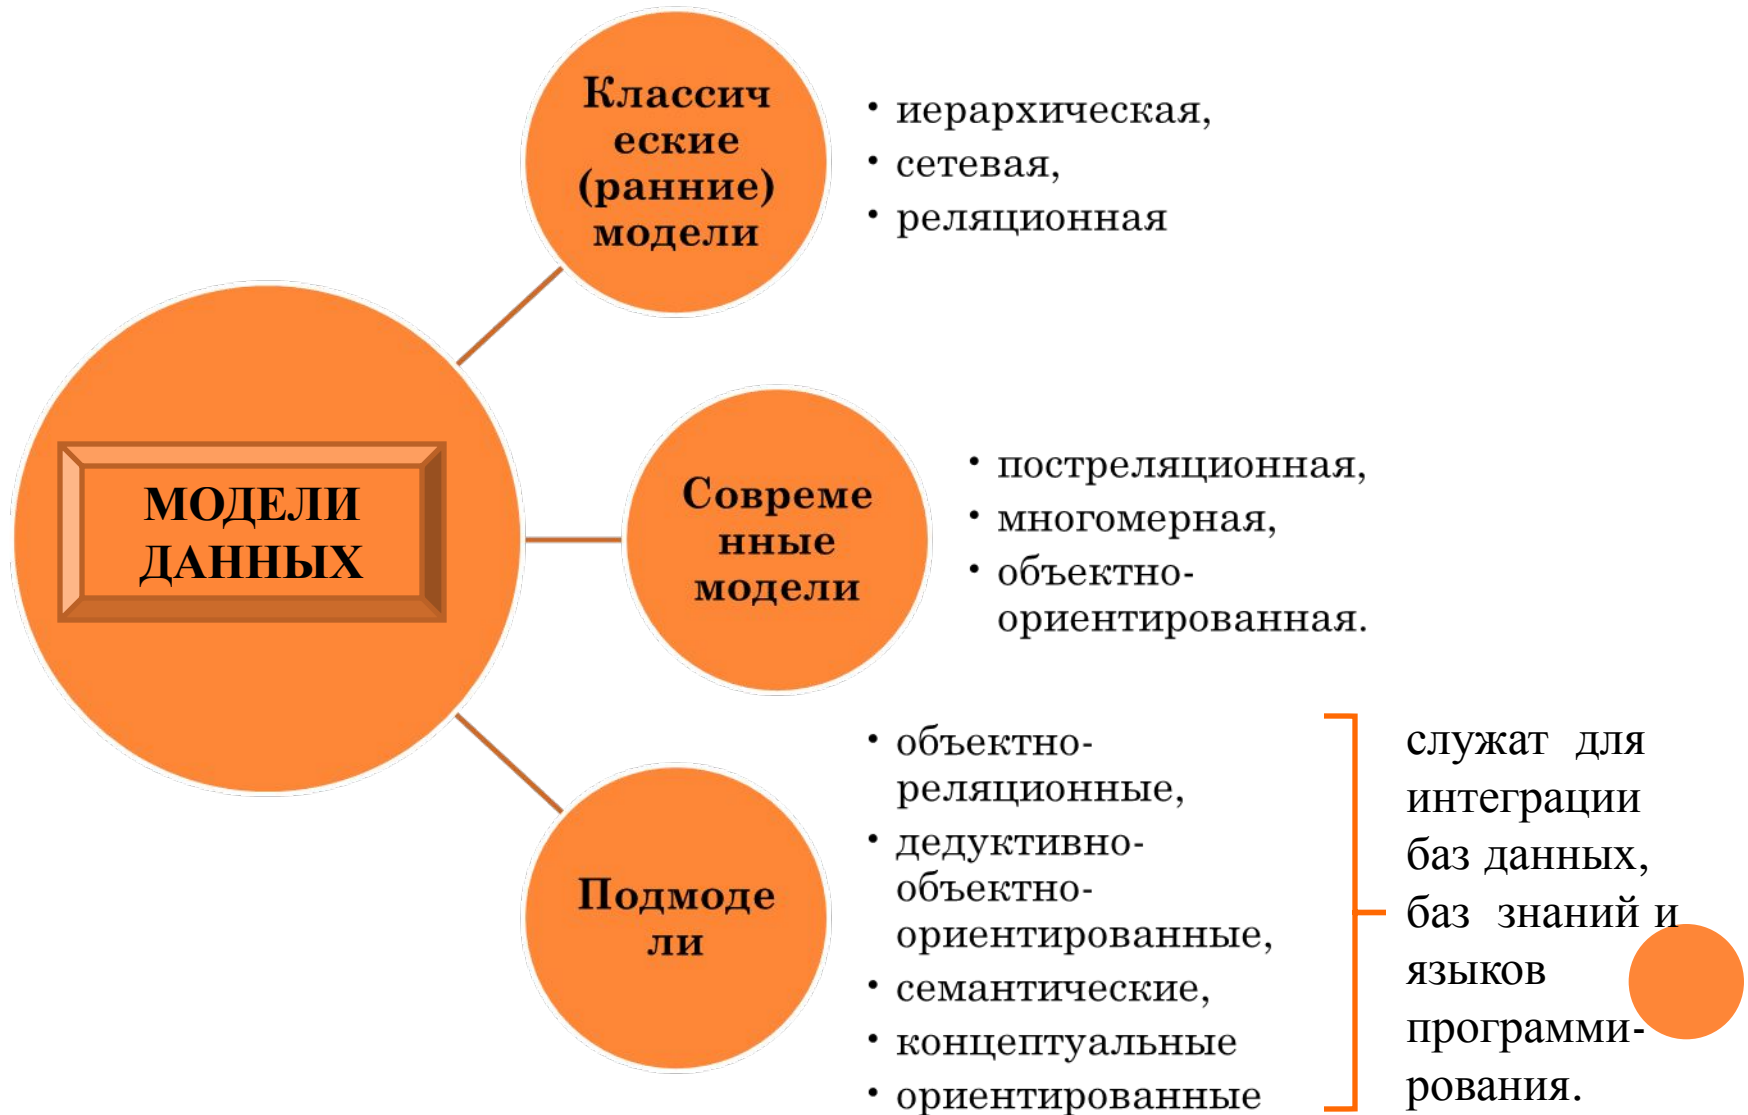 МОДЕЛИ
ДАННЫХ
Классич
еские
(ранние)
модели
• иерархическая,
• сетевая,
• реляционная
Совреме
нные
модели
• постреляционная,
• многомерная,
• объектно-
ориентированная.
Подмоде
ли
• объектно-
реляционные,
• дедуктивно-
объектно-
ориентированные,
• семантические,
• концептуальные
• ориентированные
служат для
интеграции
баз данных,
баз знаний и
языков
программи-
рования.